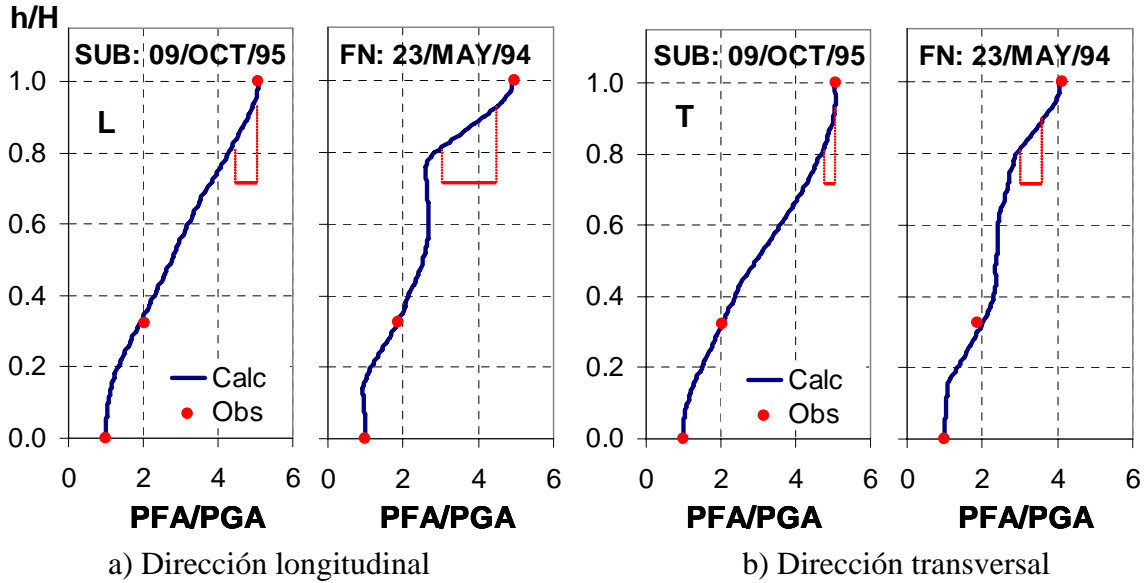 h/H
SUB: 09/OCT/95
FN: 23/MAY/94
SUB: 09/OCT/95
FN: 23/MAY/94
1.0
0.8
0.6
0.4
0.2
0.0
L
Calc
Obs
0 2 4 6
0 2 4 6
PFA/PGA
PFA/PGA
1.0
0.8
0.6
0.4
0.2
0.0
T
Calc
Obs
0 2 4 6
0 2 4 6
PFA/PGA
PFA/PGA
a) Dirección longitudinal
b) Dirección transversal